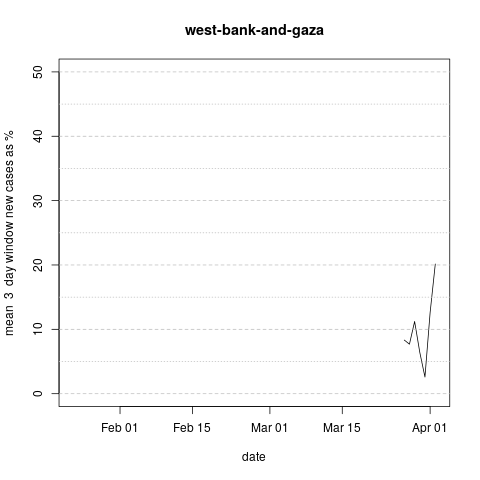 west-bank-and-gaza
mean 3 day window new cases as %
50
40
30
20
10
0
Feb 01 Feb 15 Mar 01 Mar 15 Apr 01
date